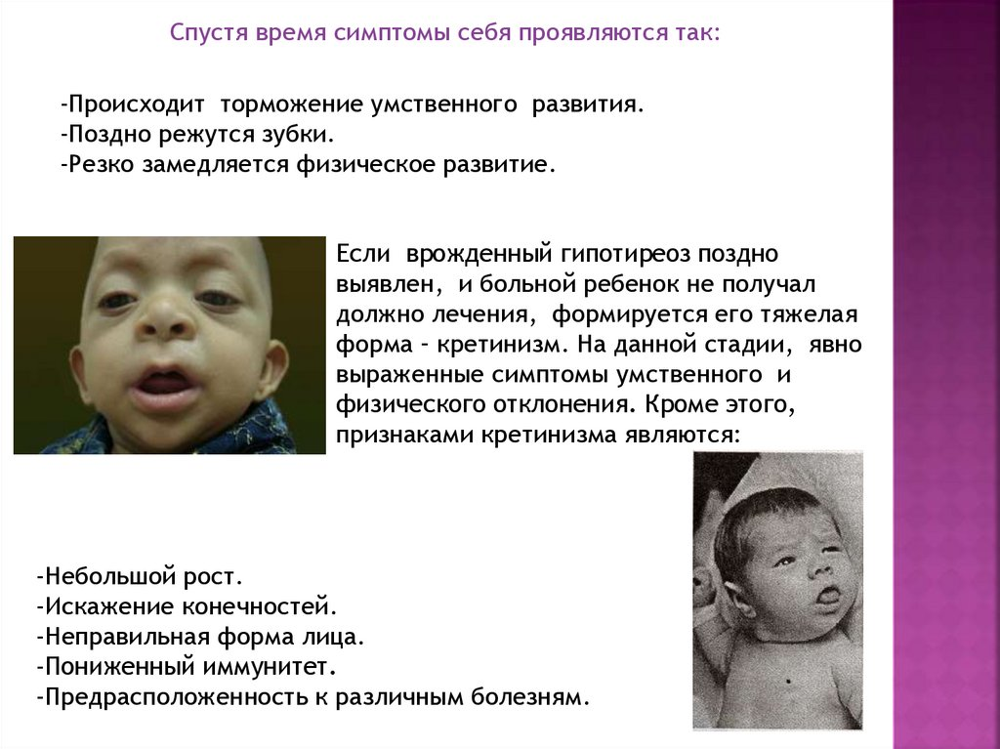 Спустя время симптомы себя проявляются так:
-Происходит торможение умственного развития.
-Поздно режутся зубки.
-Резко замедляется физическое развитие.
Если врожденный гипотиреоз поздно
выявлен, и больной ребенок не получал
должно лечения, формируется его тяжелая
форма – кретинизм. На данной стадии, явно
выраженные симптомы умственного и
физического отклонения. Кроме этого,
признаками кретинизма являются:
-Небольшой рост.
-Искажение конечностей.
-Неправильная форма лица.
-Пониженный иммунитет.
-Предрасположенность к различным болезням.